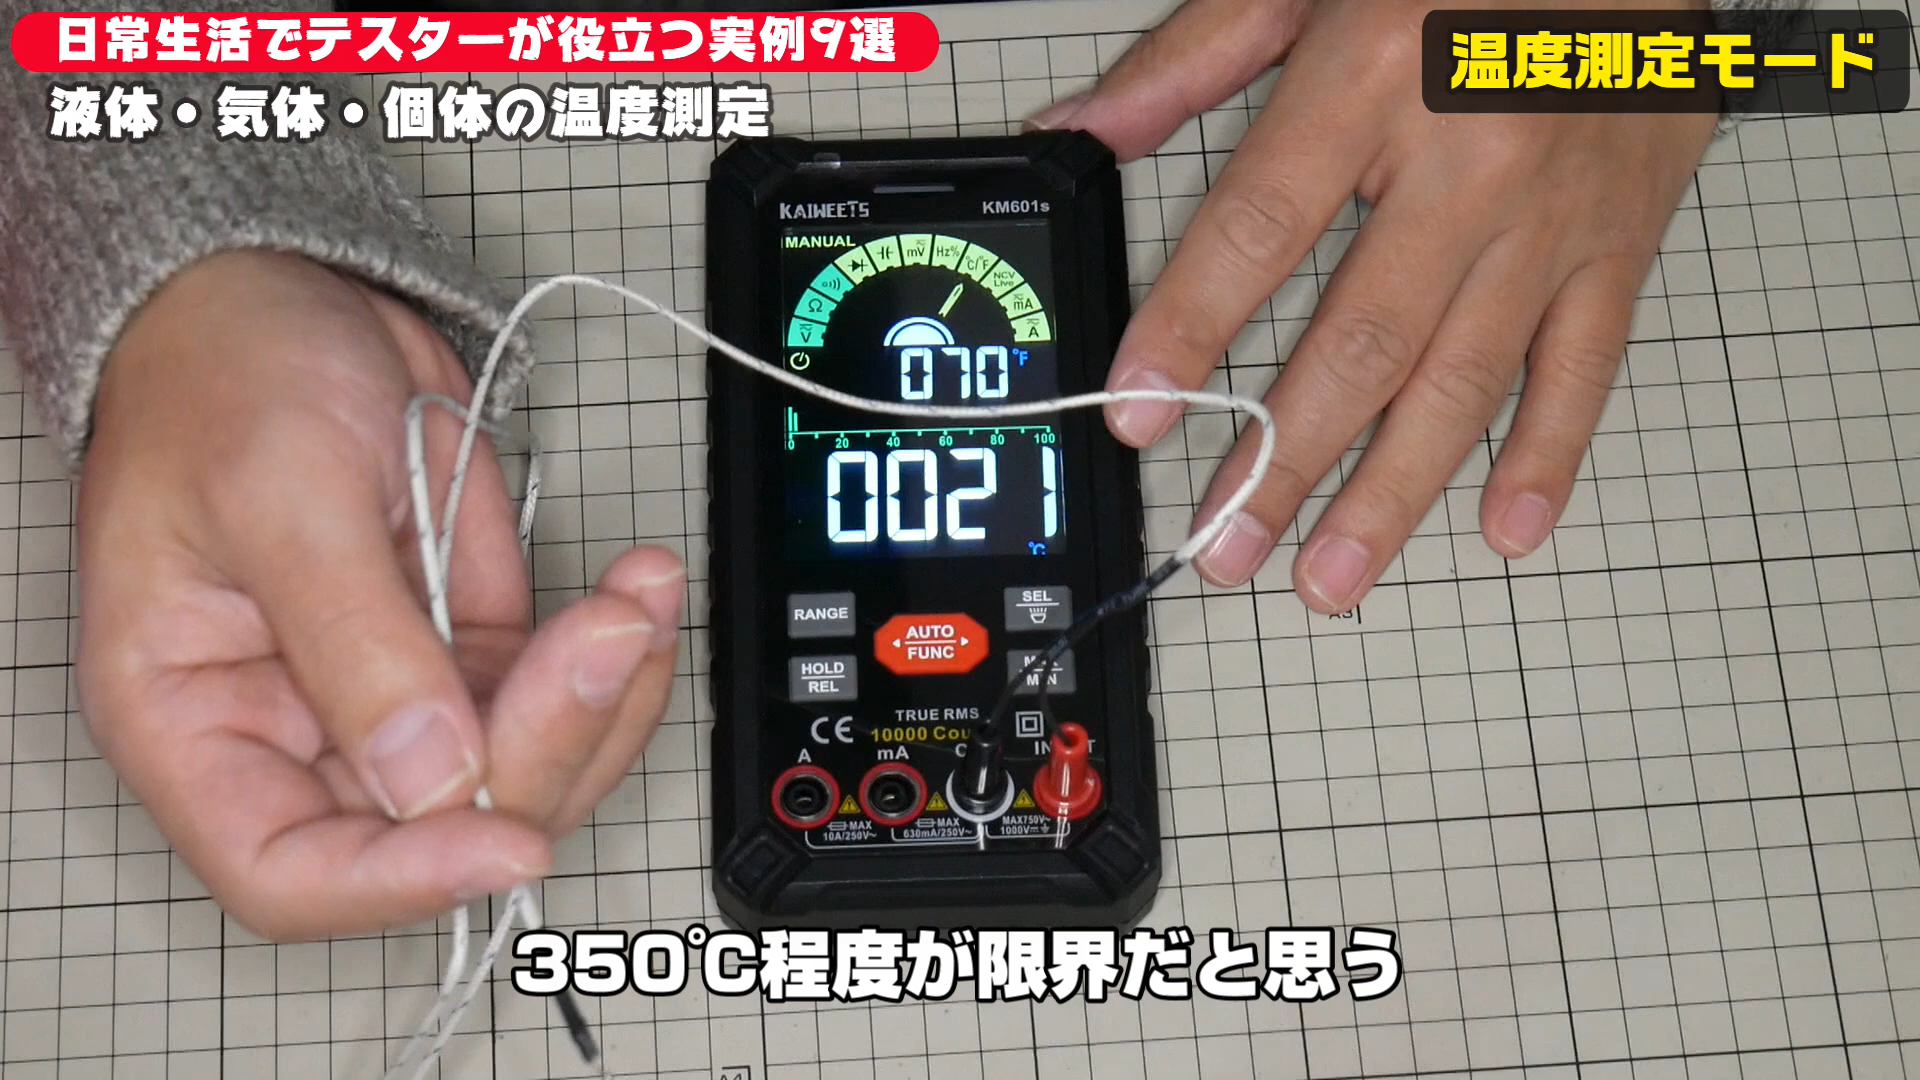 日常生活でテスターが役立つ実例9選
液体・気体・個体の温度測定
温度測定モード
KAIWEETS KM601s
MANUAL
V Ω mV Hz% °C/°F NCV Live mA A
070 °F
0 20 40 60 80 100
0021
°C
RANGE SEL
AUTO
FUNC
HOLD
REL
MIN
TRUE RMS
CE 10000
A mA
MAX
10A/250V~
MAX
630mA/250V~
MAX750V~
1000V
350℃程度が限界だと思う